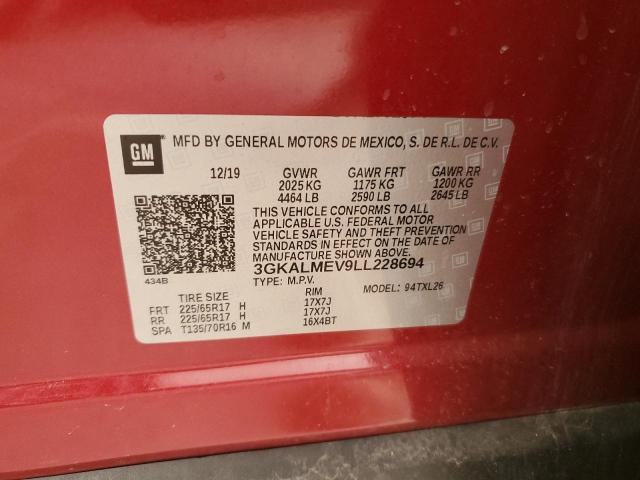 GM MFD BY GENERAL MOTORS DE MEXICO, S. DE R.L. DE C.V.
12/19 GVWR GAWR FRT GAWR RR
2025 KG 1175 KG 1200 KG
4464 LB 2590 LB 2645 LB
THIS VEHICLE CONFORMS TO ALL
APPLICABLE U.S. FEDERAL MOTOR
VEHICLE SAFETY AND THEFT PREVENTION
STANDARDS IN EFFECT ON THE DATE OF
MANUFACTURE SHOWN ABOVE.
434B 3GKALMEV9LL228694
TYPE: M.P.V. MODEL: 94TXL26
TIRE SIZE RIM
FRT 225/65R17 H 17X7J
RR 225/65R17 H 17X7J
SPA T135/70R16 M 16X4BT